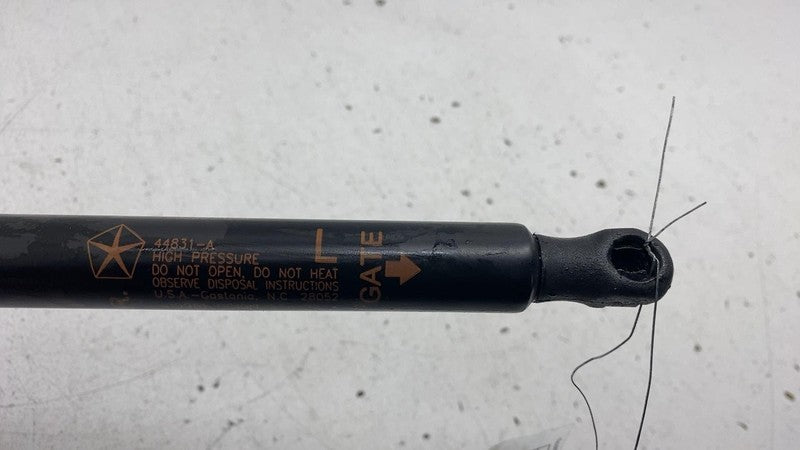 44831-A
HIGH PRESSURE
DO NOT OPEN, DO NOT HEAT
OBSERVE DISPOSAL INSTRUCTIONS
U.S.A.-Gastonia, N.C. 28052
L
GATE